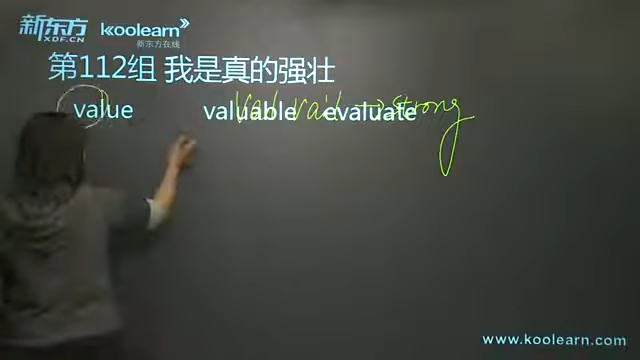 新东方 koolearn
XDF.CN 新东方在线
第112组 我是真的强壮
value valuable evaluate
val vail → strong
www.koolearn.com